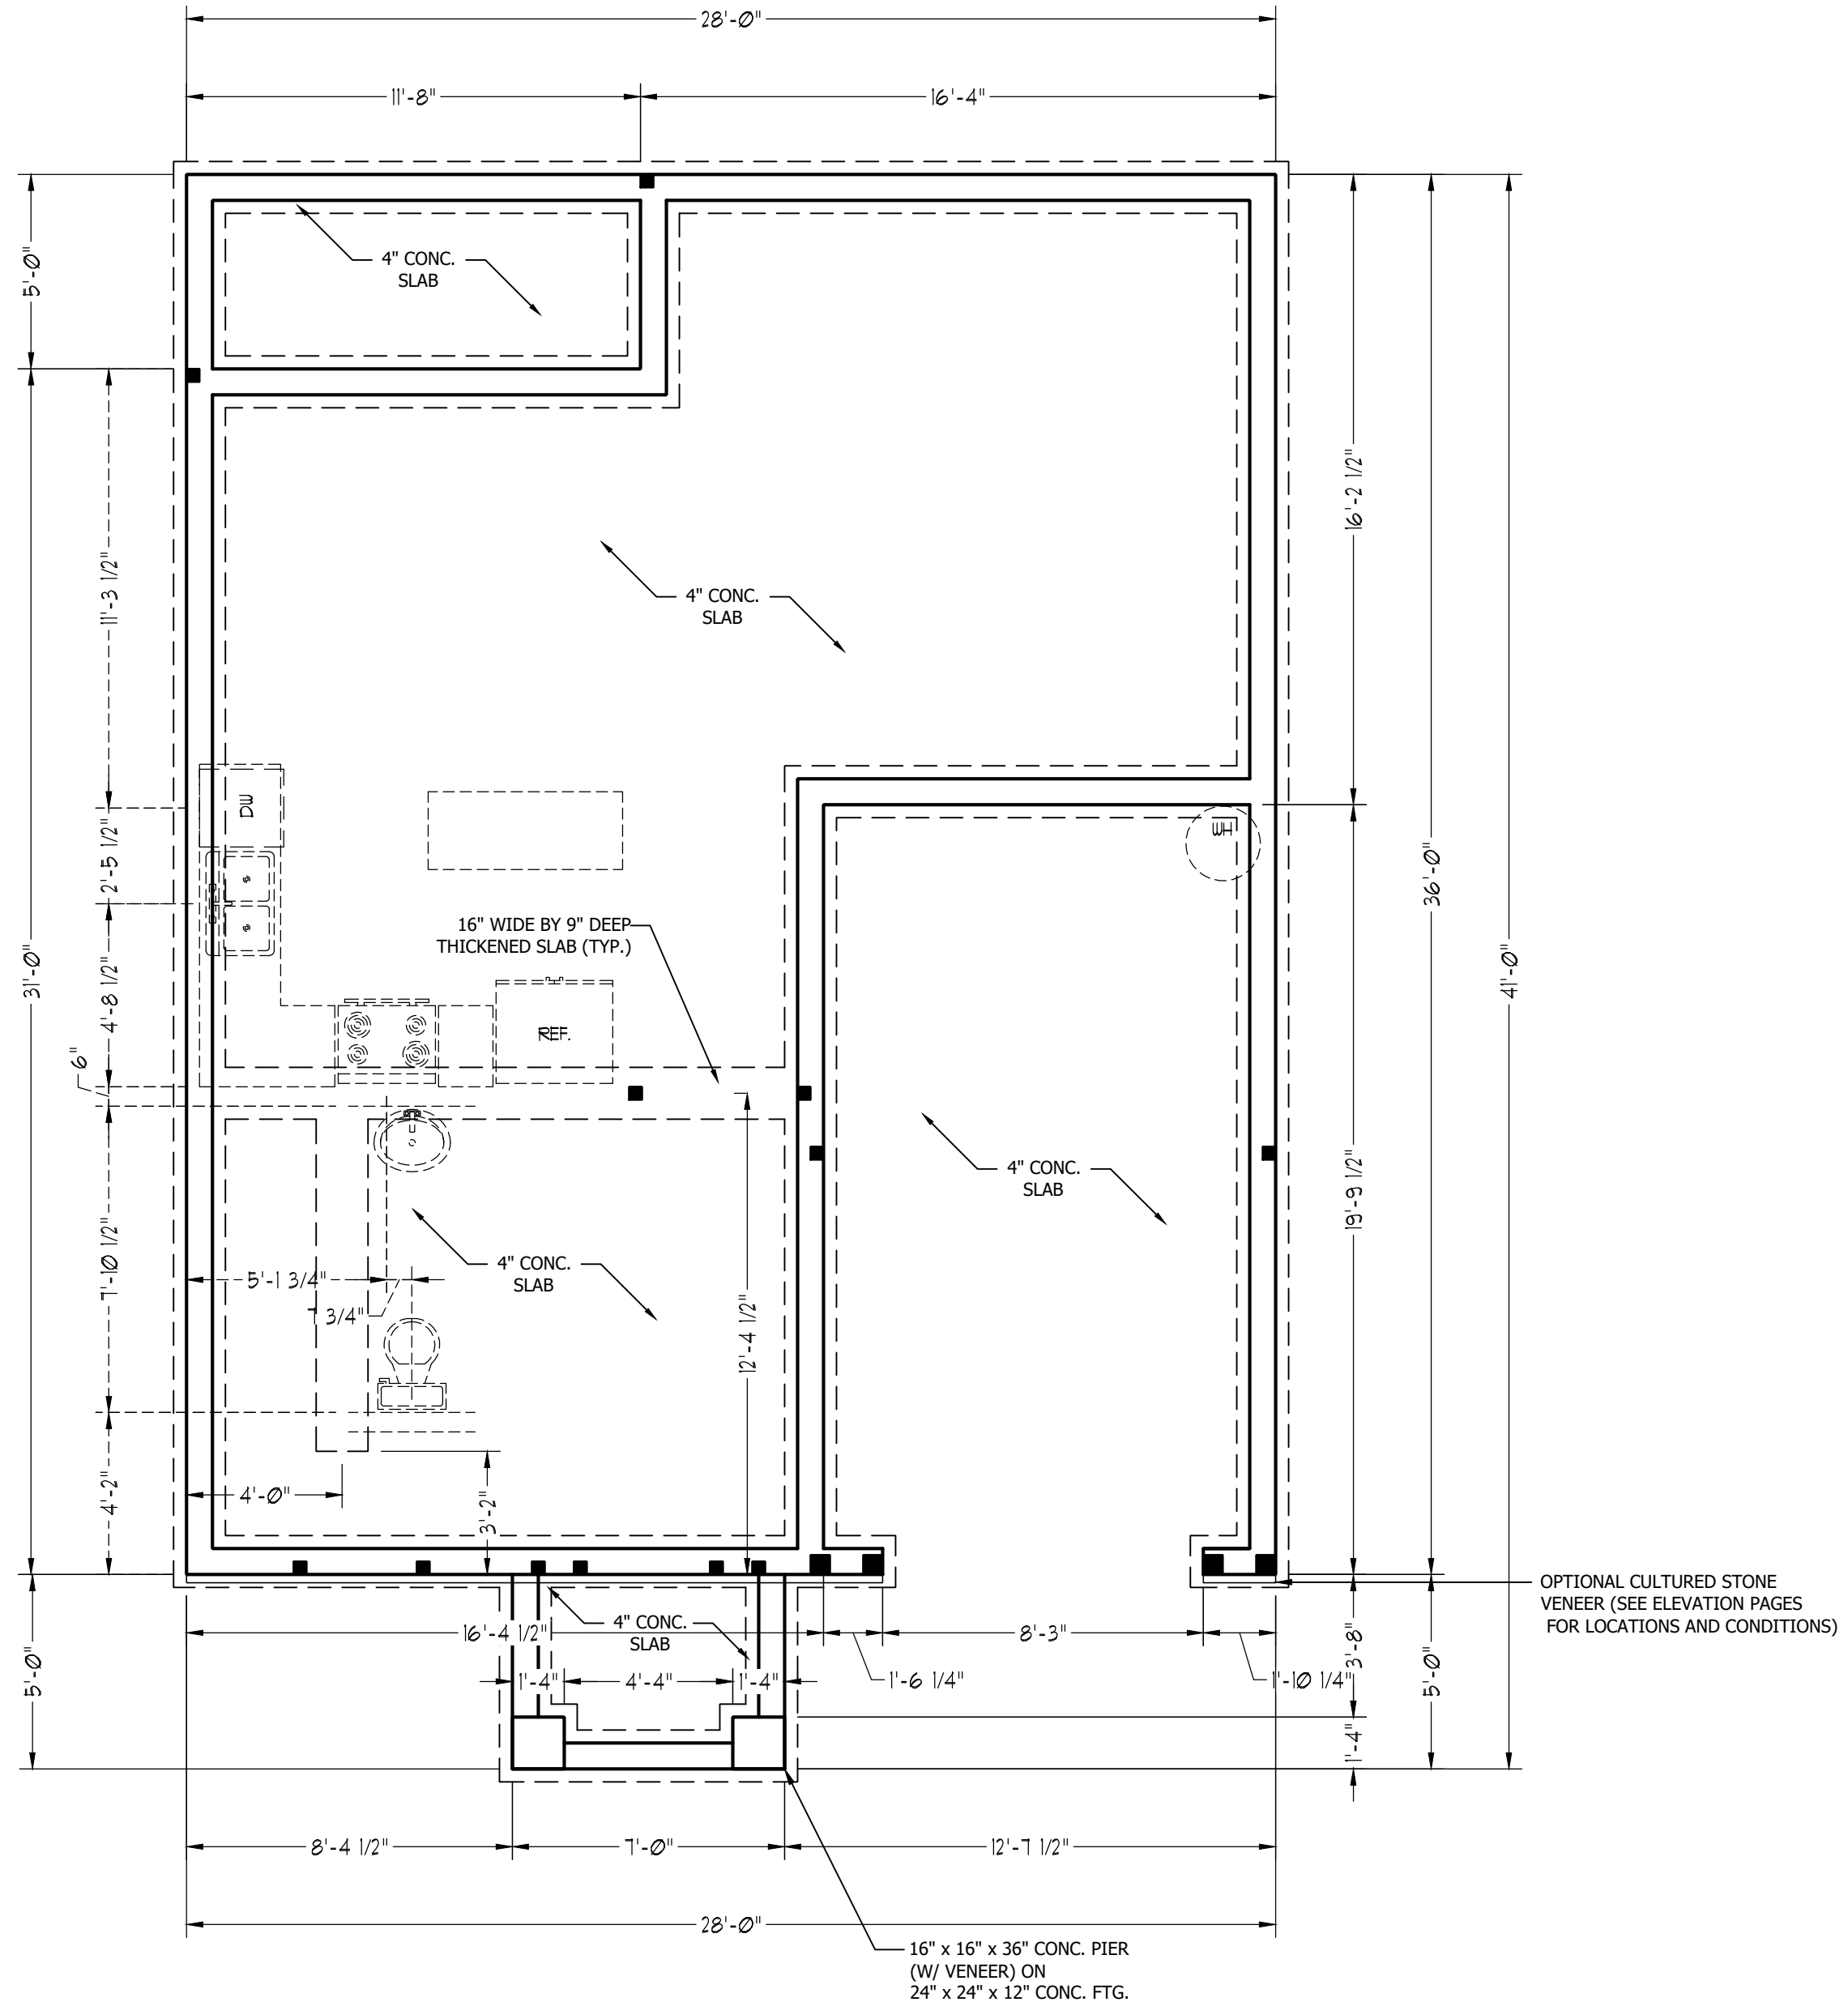 28'-0"
11'-8"
16'-4"
5'-0"
4" CONC.
SLAB
11'-3 1/2"
16'-2 1/2"
4" CONC.
SLAB
DW
2'-5 1/2"
WH
36'-0"
31'-0"
4'-8 1/2"
16" WIDE BY 9" DEEP
THICKENED SLAB (TYP.)
41'-0"
REF.
6"
4" CONC.
SLAB
19'-9 1/2"
7'-10 1/2"
5'-1 3/4"
4" CONC.
SLAB
7 3/4"
12'-4 1/2"
4'-2"
4'-0"
3'-2"
OPTIONAL CULTURED STONE
VENEER (SEE ELEVATION PAGES
FOR LOCATIONS AND CONDITIONS)
4" CONC.
SLAB
16'-4 1/2"
8'-3"
3'-8"
5'-0"
5'-0"
1'-4"
4'-4"
1'-4"
1'-6 1/4"
1'-10 1/4"
1'-4"
8'-4 1/2"
7'-0"
12'-7 1/2"
28'-0"
16" x 16" x 36" CONC. PIER
(W/ VENEER) ON
24" x 24" x 12" CONC. FTG.